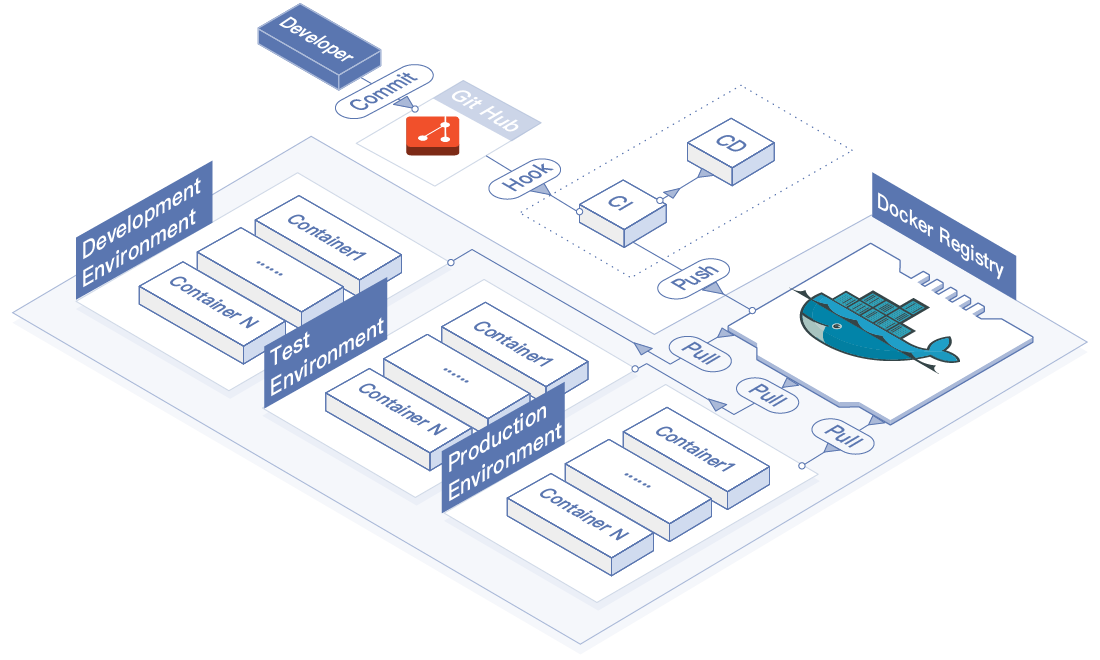 Developer
Commit
Git Hub
Hook
CI
CD
Push
Docker Registry
Pull
Pull
Pull
Development
Environment
Container1
......
Container N
Test
Environment
Container1
......
Container N
Production
Environment
Container1
......
Container N